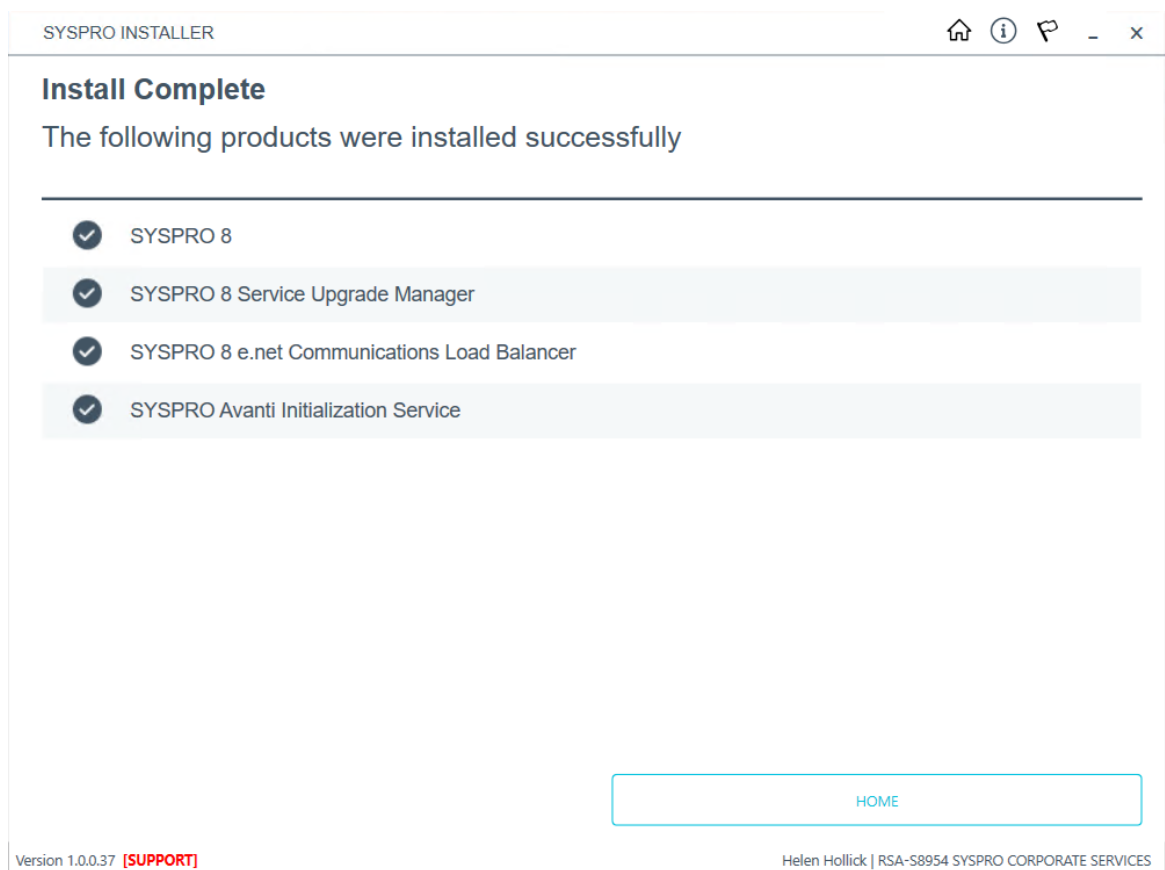 SYSPRO INSTALLER
Install Complete
The following products were installed successfully
SYSPRO 8
SYSPRO 8 Service Upgrade Manager
SYSPRO 8 e.net Communications Load Balancer
SYSPRO Avanti Initialization Service
HOME
Version 1.0.0.37 [SUPPORT]
Helen Hollick | RSA-S8954 SYSPRO CORPORATE SERVICES